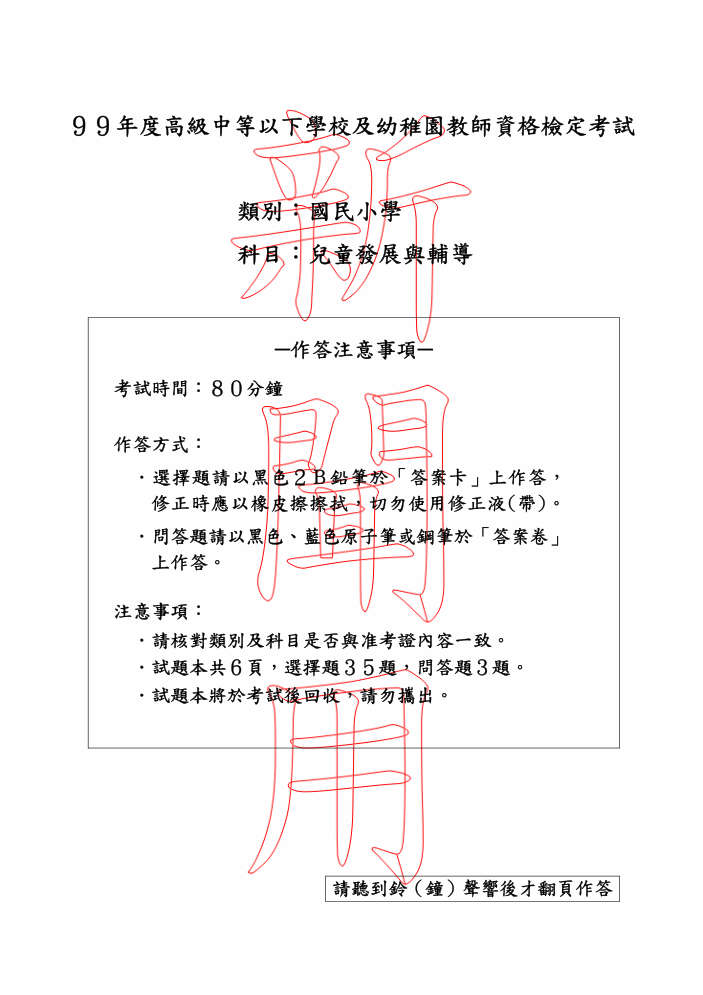 ９９年度高級中等以下學校及幼稚園教師資格檢定考試
類別：國民小學
科目：兒童發展與輔導
—作答注意事項—
考試時間：８０分鐘
作答方式：
．選擇題請以黑色２Ｂ鉛筆於「答案卡」上作答，
修正時應以橡皮擦擦拭，切勿使用修正液(帶)。
．問答題請以黑色、藍色原子筆或鋼筆於「答案卷」
上作答。
注意事項：
．請核對類別及科目是否與准考證內容一致。
．試題本共６頁，選擇題３５題，問答題３題。
．試題本將於考試後回收，請勿攜出。
請聽到鈴（鐘）聲響後才翻頁作答
新聞用